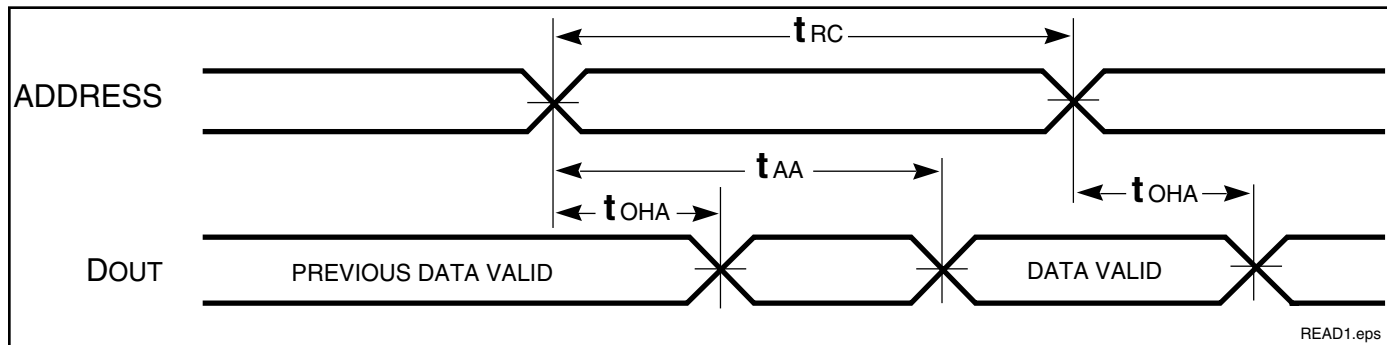 tRC
ADDRESS
tAA
tOHA
tOHA
DOUT
PREVIOUS DATA VALID
DATA VALID
READ1.eps